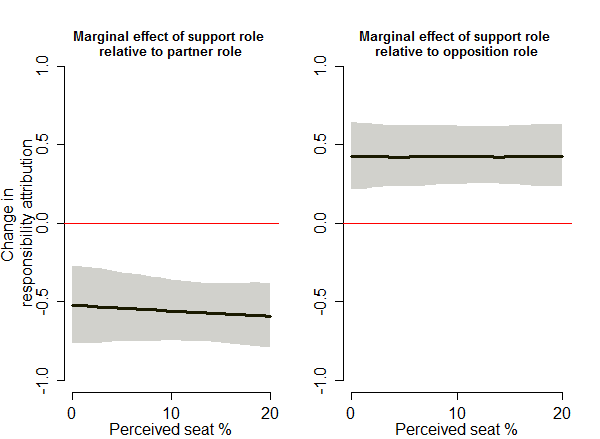 Marginal effect of support role
relative to partner role
Change in
responsibility attribution
1.0
0.5
0.0
-0.5
-1.0
0
10
20
Perceived seat %
Marginal effect of support role
relative to opposition role
1.0
0.5
0.0
-0.5
-1.0
0
10
20
Perceived seat %